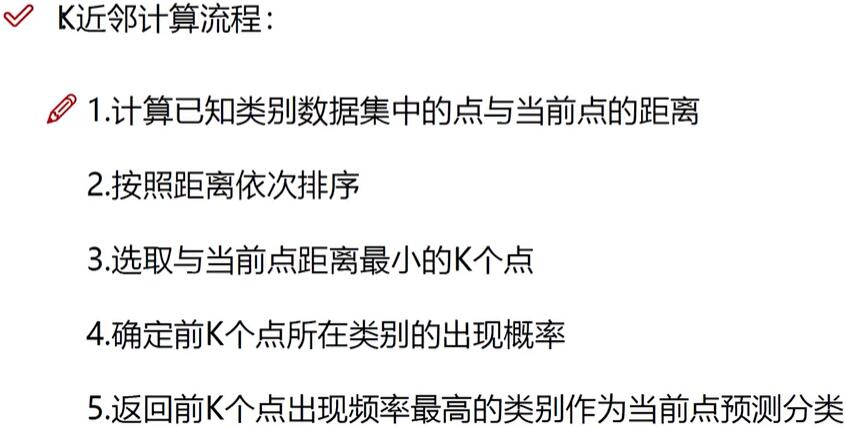 K近邻计算流程：
1.计算已知类别数据集中的点与当前点的距离
2.按照距离依次排序
3.选取与当前点距离最小的K个点
4.确定前K个点所在类别的出现概率
5.返回前K个点出现频率最高的类别作为当前点预测分类